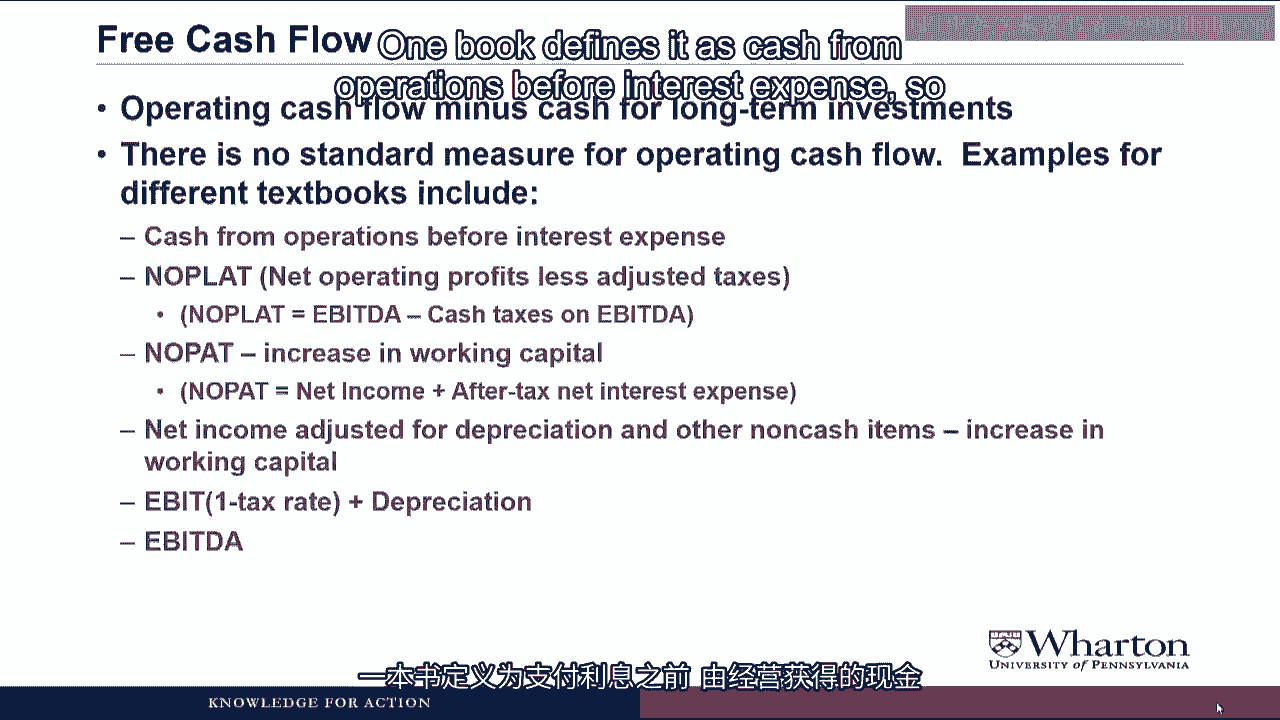 Free Cash Flow
One book defines it as cash from
operations before interest expense, so
• Operating cash flow minus cash for long-term investments
• There is no standard measure for operating cash flow. Examples for
different textbooks include:
– Cash from operations before interest expense
– NOPLAT (Net operating profits less adjusted taxes)
• (NOPLAT = EBITDA – Cash taxes on EBITDA)
– NOPAT – increase in working capital
• (NOPAT = Net Income + After-tax net interest expense)
– Net income adjusted for depreciation and other noncash items – increase in
working capital
– EBIT(1-tax rate) + Depreciation
– EBITDA
Wharton
UNIVERSITY of PENNSYLVANIA
一本书定义为支付利息之前 由经营获得的现金
KNOWLEDGE FOR ACTION